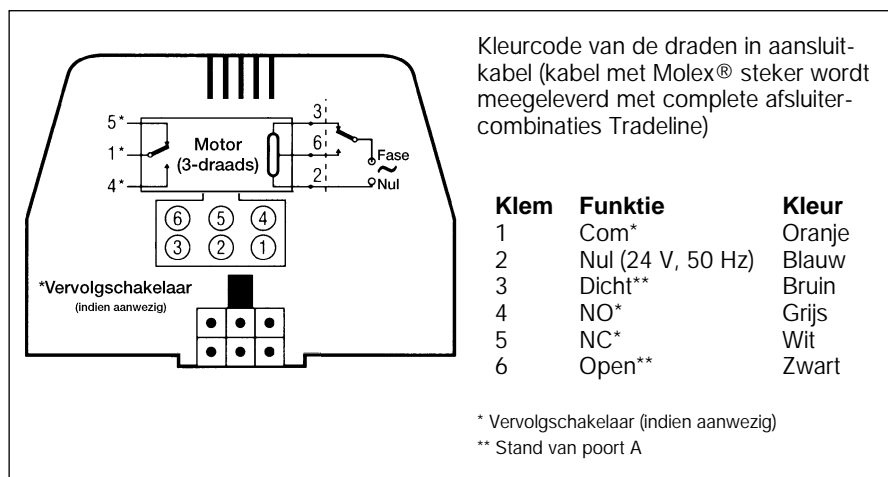 5*
1*
4*
Motor
(3-draads)
3
6
2
Fase
~
Nul
6 5 4
3 2 1
*Vervolgschakelaar
(indien aanwezig)
Kleurcode van de draden in aansluit-
kabel (kabel met Molex® steker wordt
meegeleverd met complete afsluiter-
combinaties Tradeline)
Klem Funktie Kleur
1 Com* Oranje
2 Nul (24 V, 50 Hz) Blauw
3 Dicht** Bruin
4 NO* Grijs
5 NC* Wit
6 Open** Zwart
* Vervolgschakelaar (indien aanwezig)
** Stand van poort A